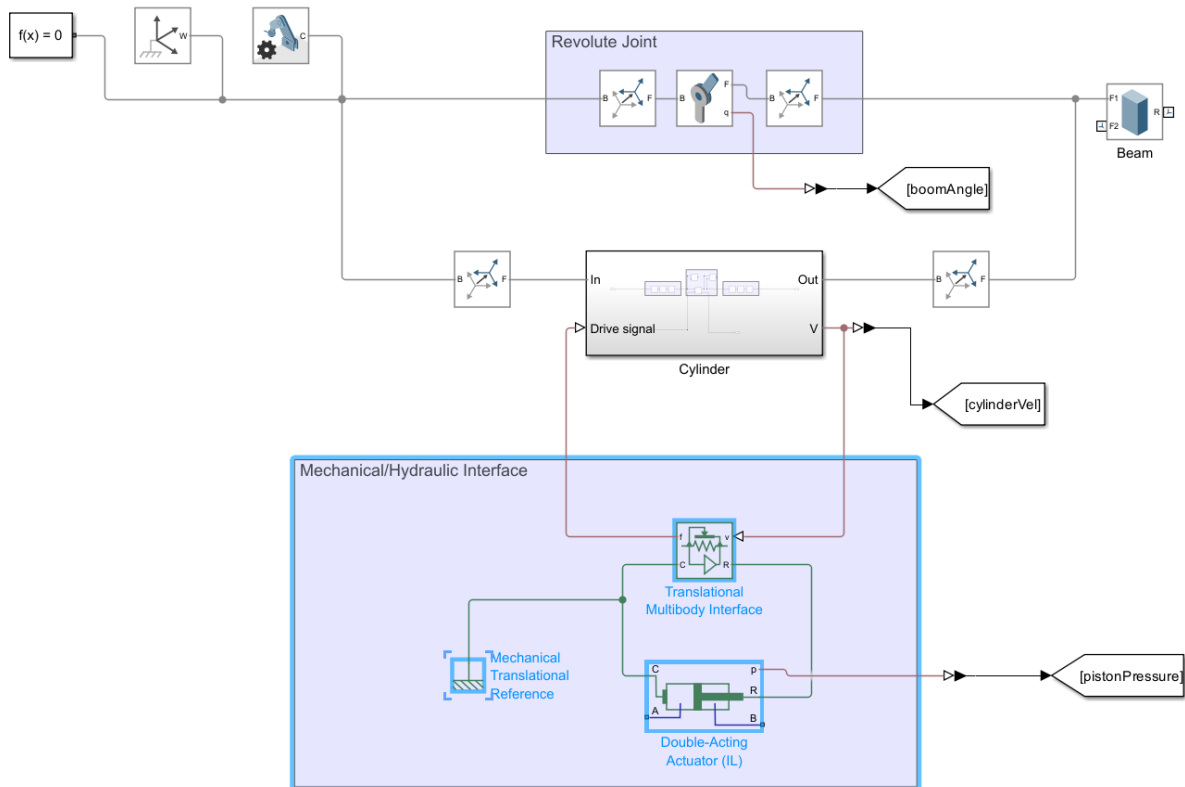 f(x) = 0
W
C
Revolute Joint
B
F
B
F
q
B
F
F1
F2
R
Beam
[boomAngle]
B
F
In
Out
Drive signal
V
B
F
Cylinder
[cylinderVel]
Mechanical/Hydraulic Interface
f
v
C
R
Translational
Multibody Interface
Mechanical
Translational
Reference
C
p
R
A
B
[pistonPressure]
Double-Acting
Actuator (IL)